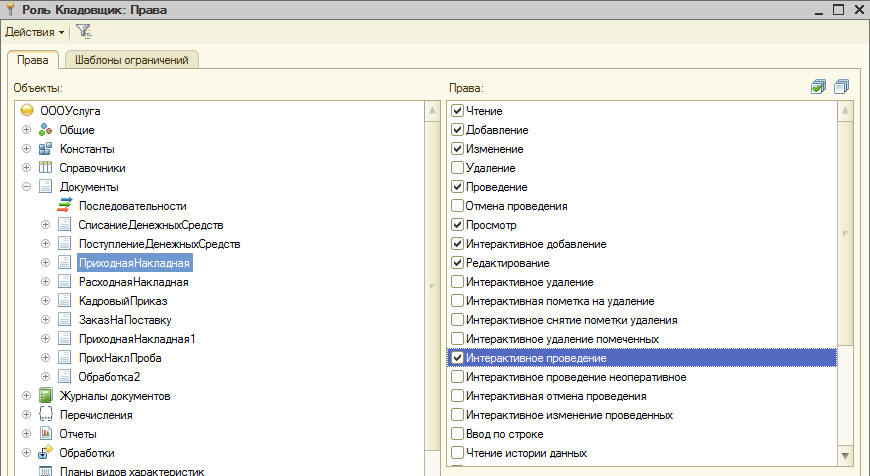 Роль Кладовщик: Права
Действия
Права
Шаблоны ограничений
Объекты:
ОООУслуга
Общие
Константы
Справочники
Документы
Последовательности
СписаниеДенежныхСредств
ПоступлениеДенежныхСредств
ПриходнаяНакладная
РасходнаяНакладная
КадровыйПриказ
ЗаказНаПоставку
ПриходнаяНакладная1
ПрихНаклПроба
Обработка2
Журналы документов
Перечисления
Отчеты
Обработки
Планы видов характеристик
Права:
Чтение
Добавление
Изменение
Удаление
Проведение
Отмена проведения
Просмотр
Интерактивное добавление
Редактирование
Интерактивное удаление
Интерактивная пометка на удаление
Интерактивное снятие пометки удаления
Интерактивное удаление помеченных
Интерактивное проведение
Интерактивное проведение неоперативное
Интерактивная отмена проведения
Интерактивное изменение проведенных
Ввод по строке
Чтение истории данных